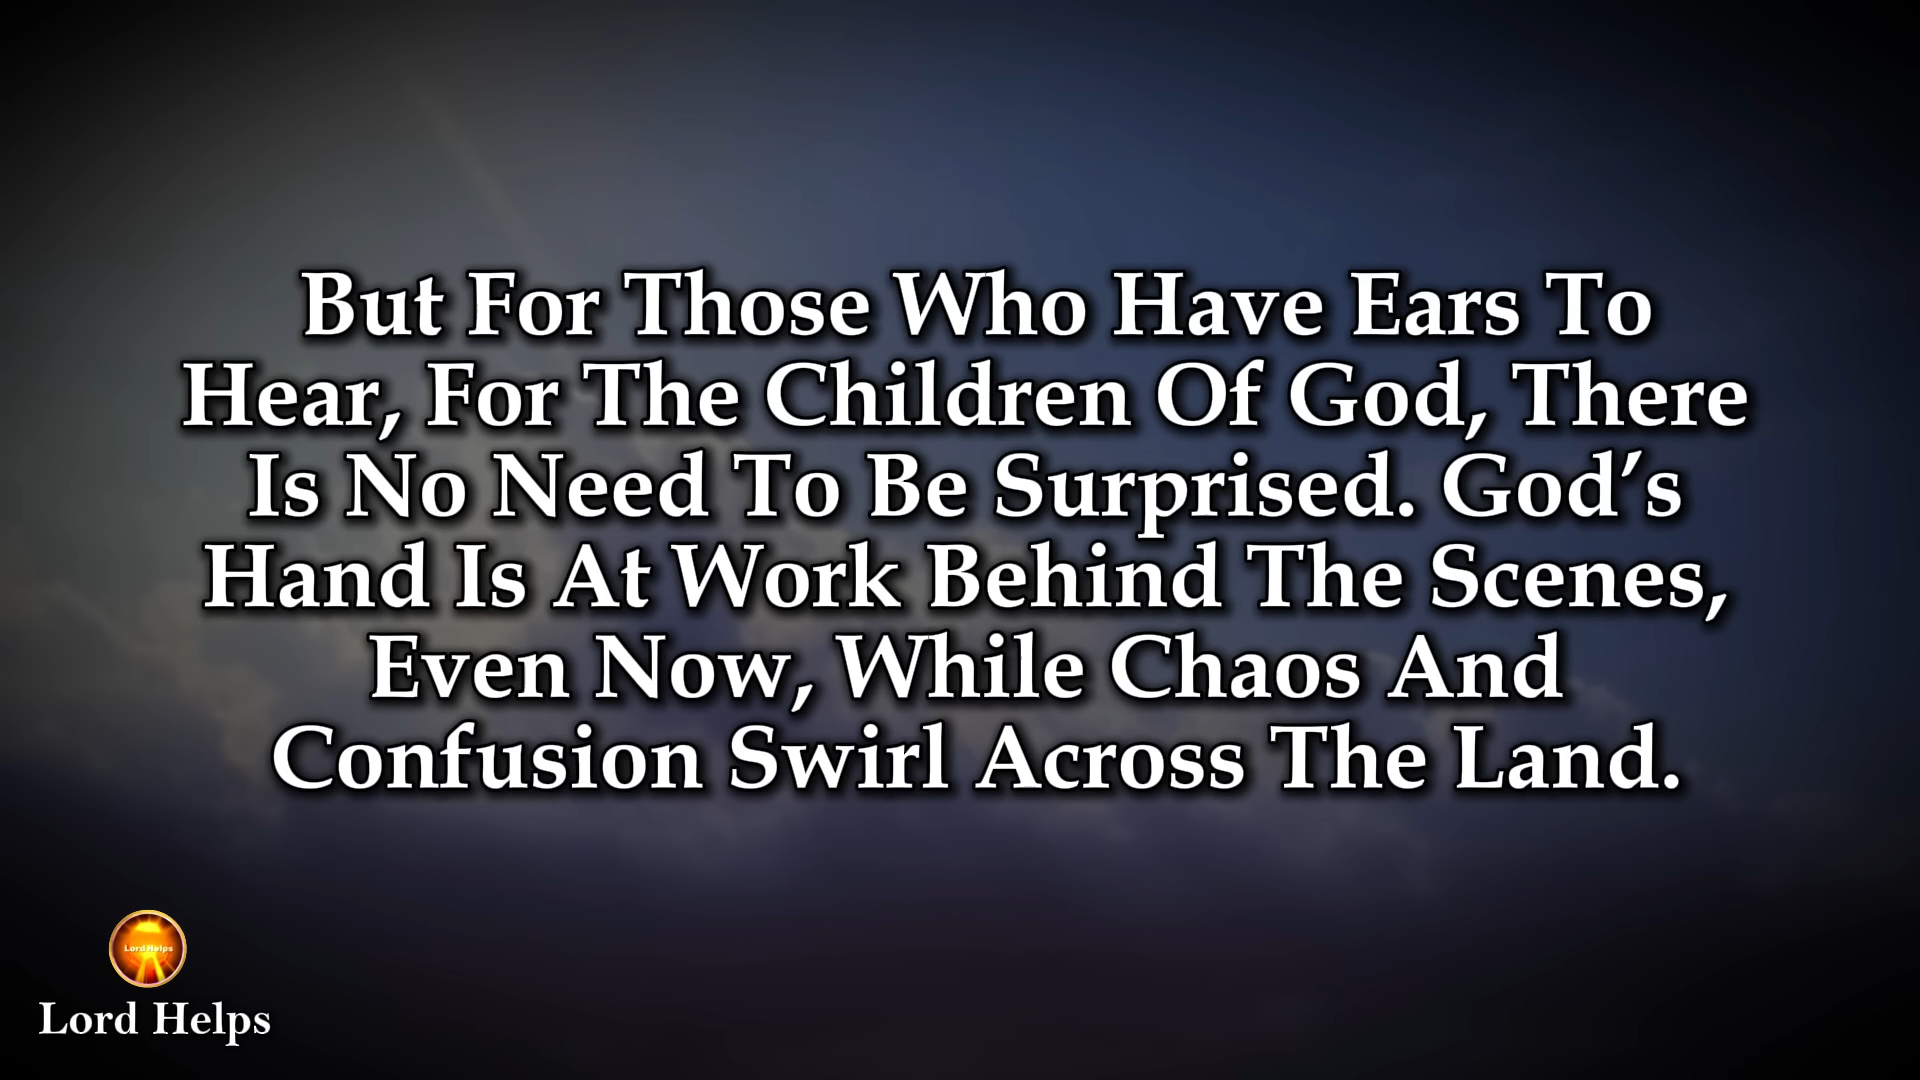 But For Those Who Have Ears To
Hear, For The Children Of God, There
Is No Need To Be Surprised. God’s
Hand Is At Work Behind The Scenes,
Even Now, While Chaos And
Confusion Swirl Across The Land.
Lord Helps
Lord Helps